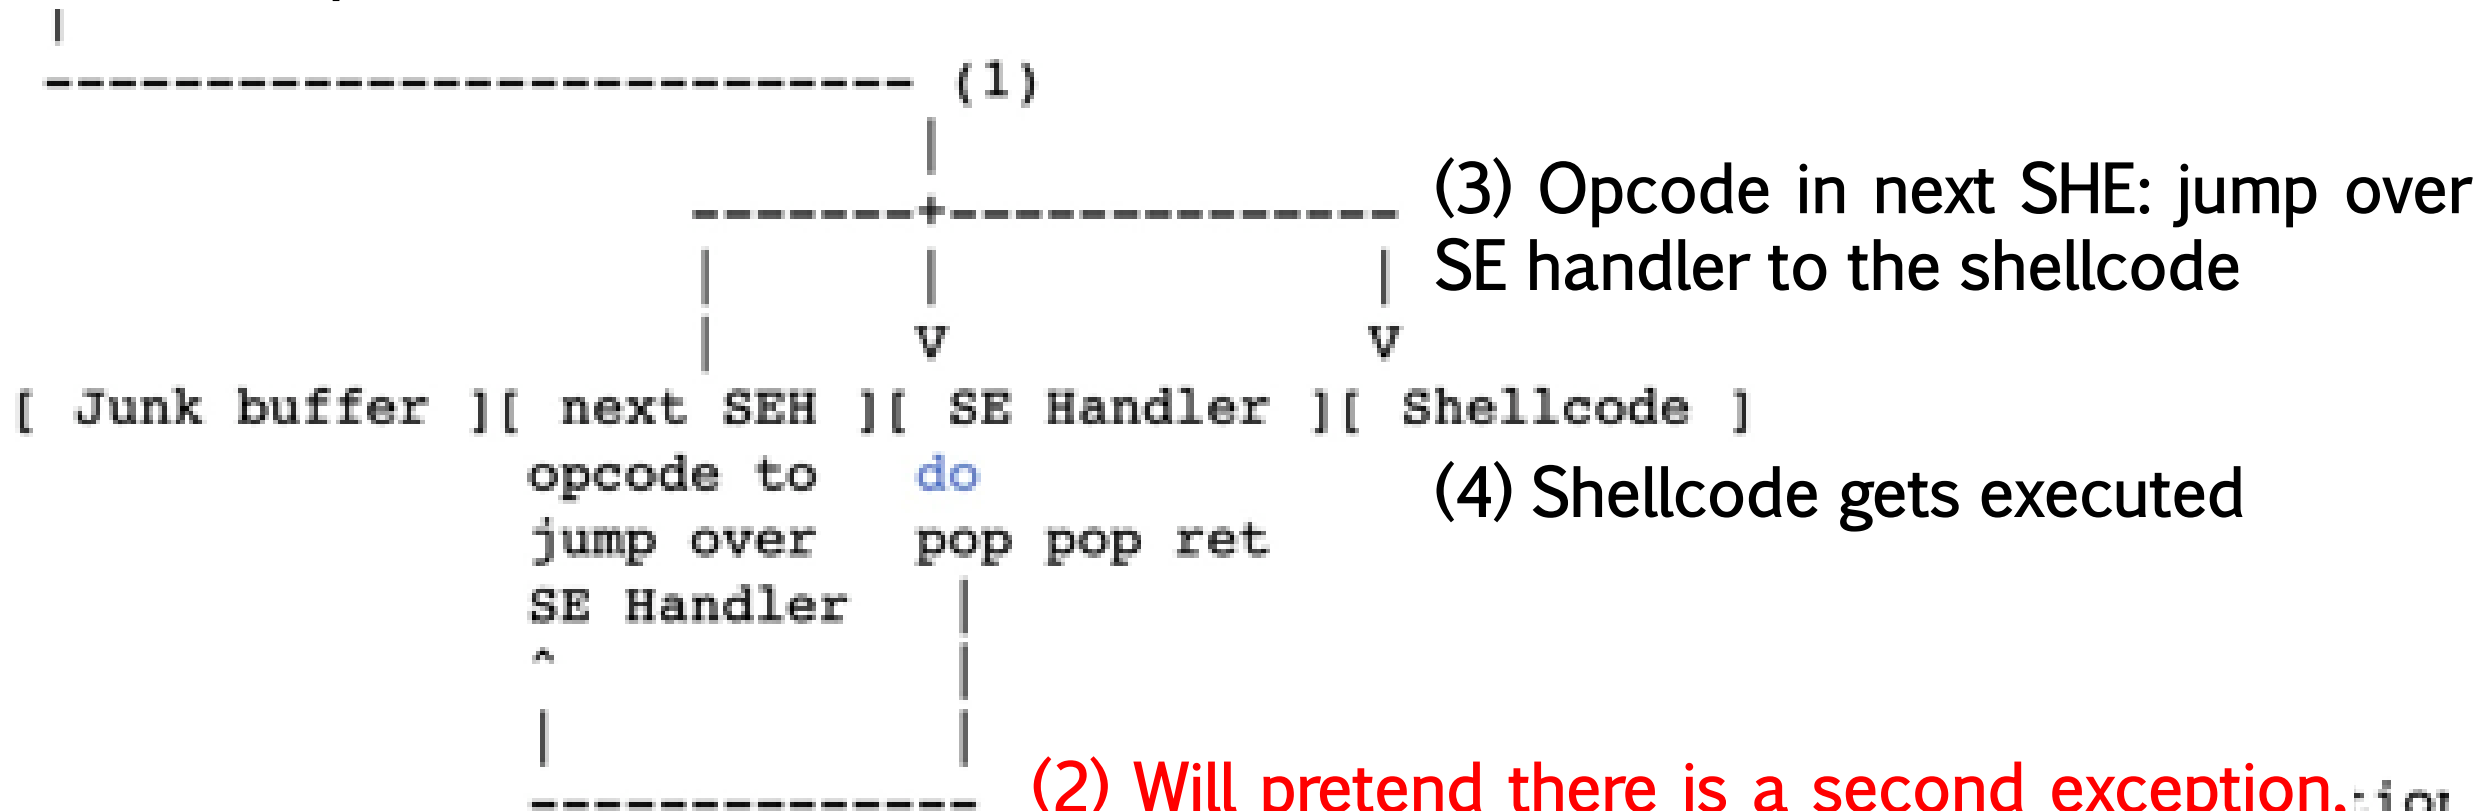 (1)
(3) Opcode in next SHE: jump over
SE handler to the shellcode
[ Junk buffer ][ next SEH ][ SE Handler ][ Shellcode ]
opcode to do
jump over pop pop ret
SE Handler
(4) Shellcode gets executed
(2) Will pretend there is a second exception,